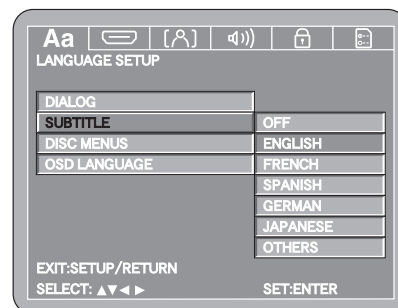 Aa
LANGUAGE SETUP
DIALOG
SUBTITLE OFF
DISC MENUS ENGLISH
OSD LANGUAGE FRENCH
SPANISH
GERMAN
JAPANESE
OTHERS
EXIT:SETUP/RETURN
SELECT: ▲▼◄► SET:ENTER